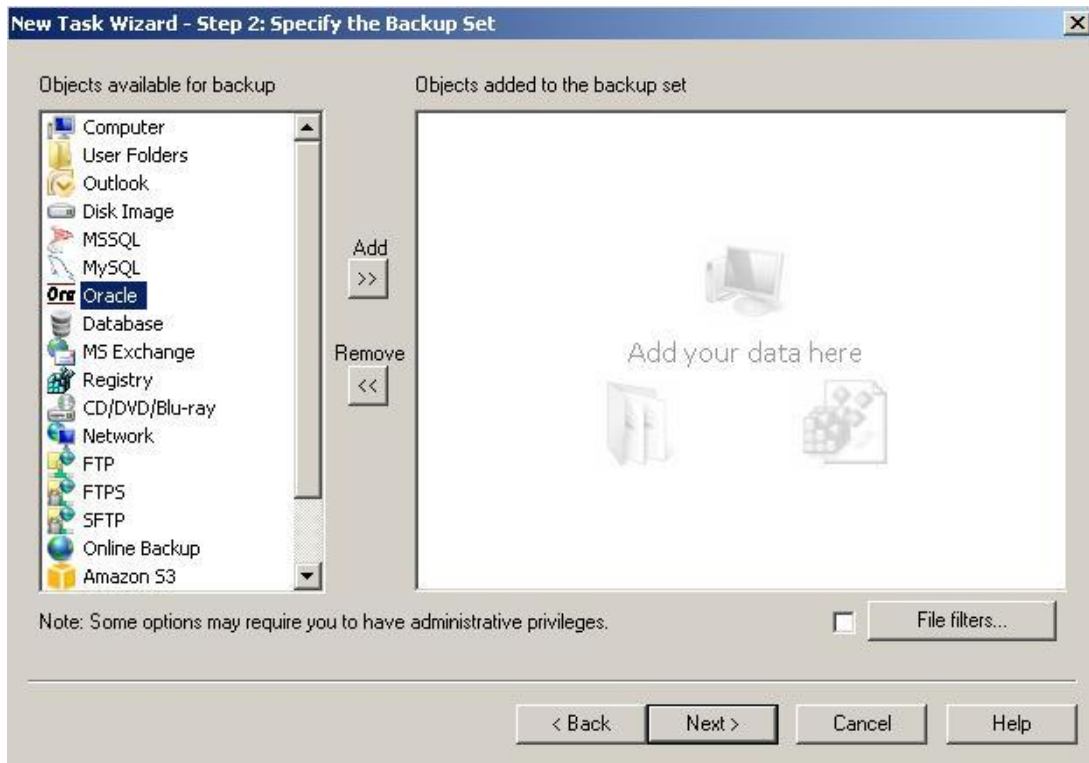 New Task Wizard - Step 2: Specify the Backup Set
Objects available for backup
Objects added to the backup set
Computer
User Folders
Outlook
Disk Image
MSSQL
MySQL
Ora Oracle
Database
MS Exchange
Registry
CD/DVD/Blu-ray
Network
FTP
FTPS
SFTP
Online Backup
Amazon S3
Add
>>
Remove
<<
Add your data here
Note: Some options may require you to have administrative privileges.
File filters...
< Back
Next >
Cancel
Help